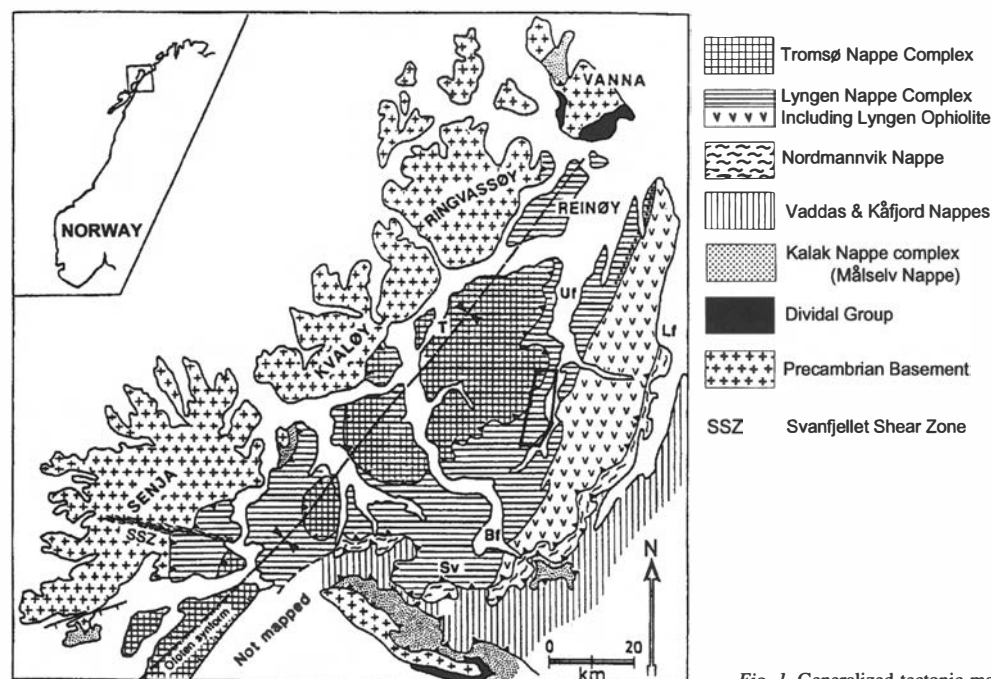 NORWAY
VANNA
RINGVASSØY
REINØY
Uf
T
Lf
KVALØY
SENJA
SSZ
Bf
Sv
Ofoten synform
Not mapped
N
0 20
km
Tromsø Nappe Complex
Lyngen Nappe Complex
Including Lyngen Ophiolite
Nordmannvik Nappe
Vaddas & Kåfjord Nappes
Kalak Nappe complex
(Målselv Nappe)
Dividal Group
Precambrian Basement
SSZ Svanfjellet Shear Zone
Fig. 1. Generalized tectonic